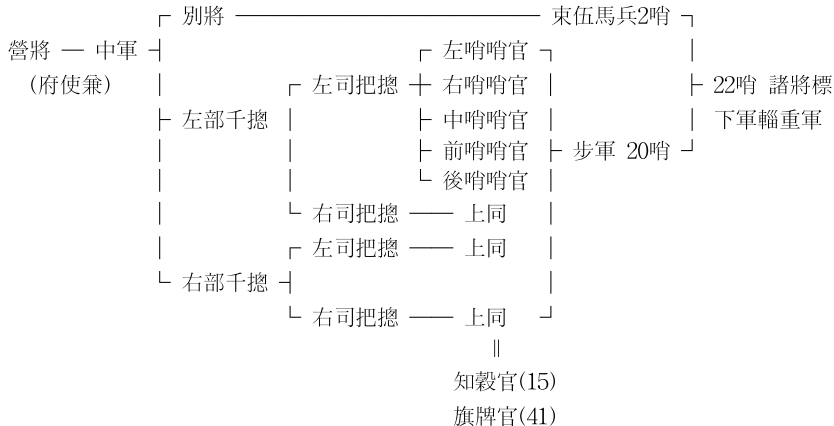 別將 束伍馬兵2哨
營將 中軍 左哨哨官
(府使兼) 左司把摠 右哨哨官 22哨 諸將標
左部千摠 中哨哨官 下軍輜重軍
前哨哨官 步軍 20哨
後哨哨官
右司把摠 上同
左司把摠 上同
右部千摠
右司把摠 上同
知彀官(15)
旗牌官(41)